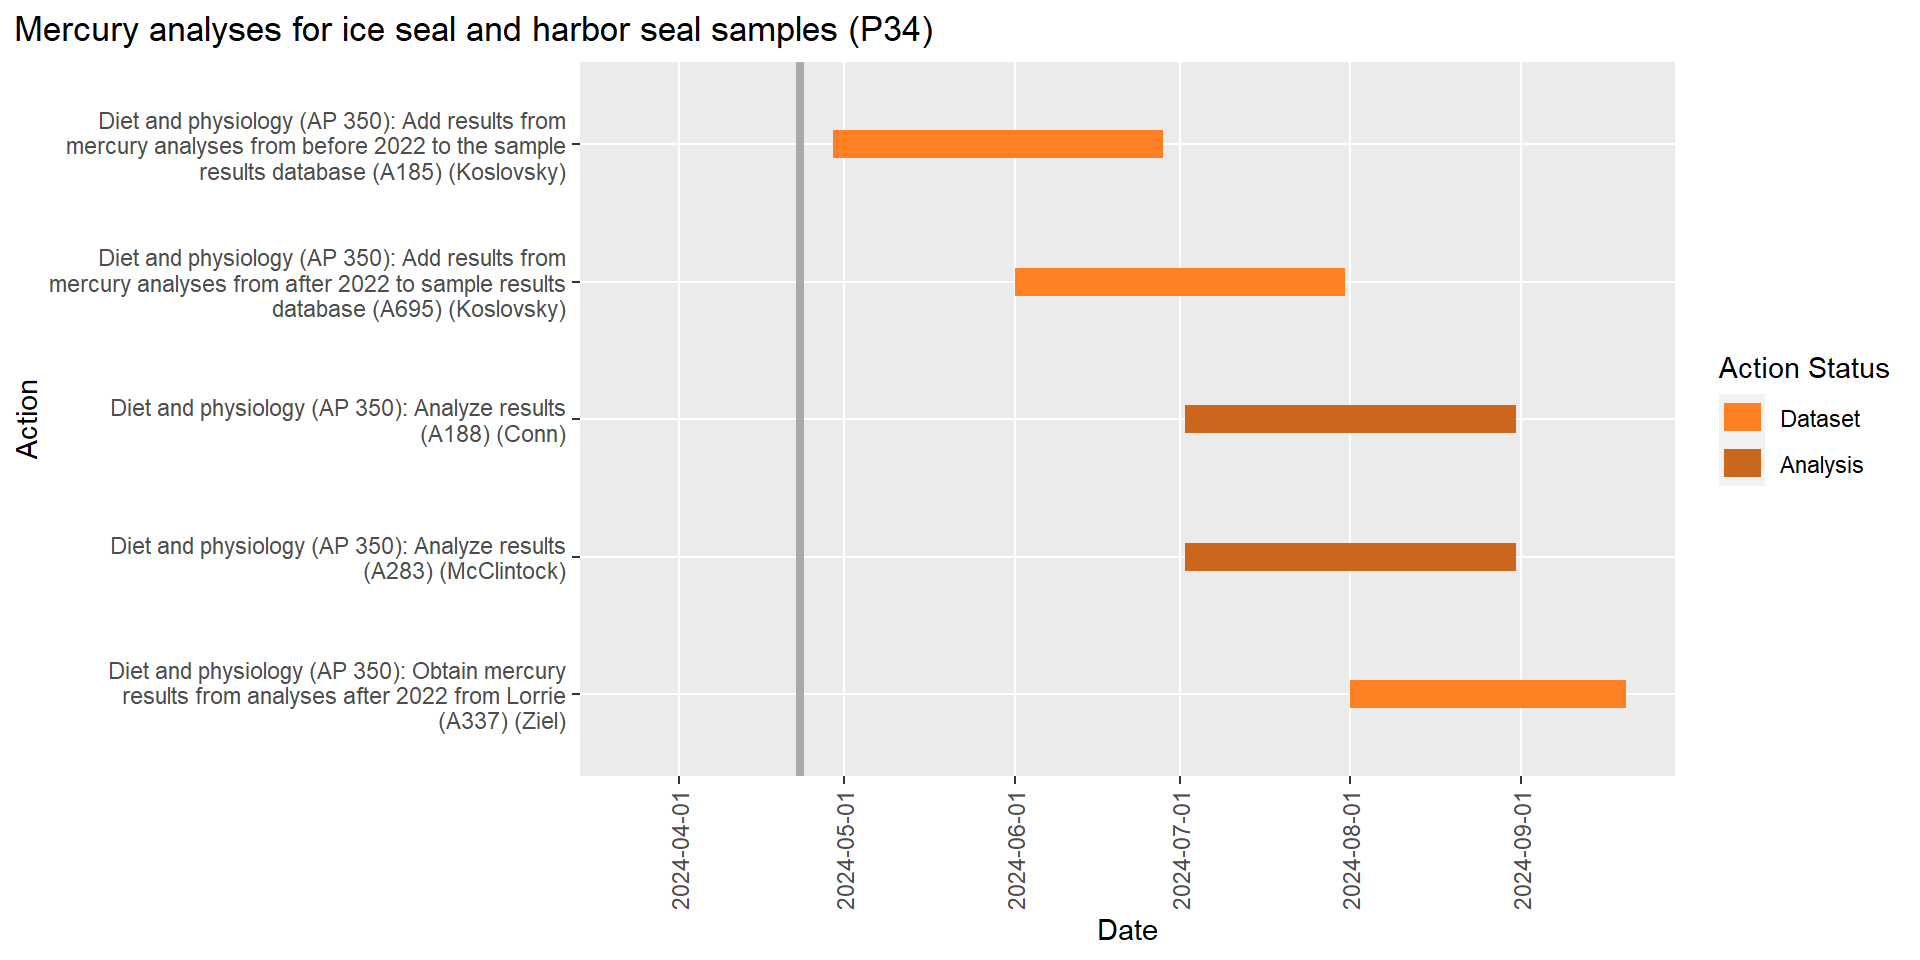 Mercury analyses for ice seal and harbor seal samples (P34)
Diet and physiology (AP 350): Add results from
mercury analyses from before 2022 to the sample
results database (A185) (Koslovsky)
Diet and physiology (AP 350): Add results from
mercury analyses from after 2022 to sample results
database (A695) (Koslovsky)
Diet and physiology (AP 350): Analyze results
(A188) (Conn)
Diet and physiology (AP 350): Analyze results
(A283) (McClintock)
Diet and physiology (AP 350): Obtain mercury
results from analyses after 2022 from Lorrie
(A337) (Ziel)
Action
2024-04-01
2024-05-01
2024-06-01
2024-07-01
2024-08-01
2024-09-01
Date
Action Status
Dataset
Analysis